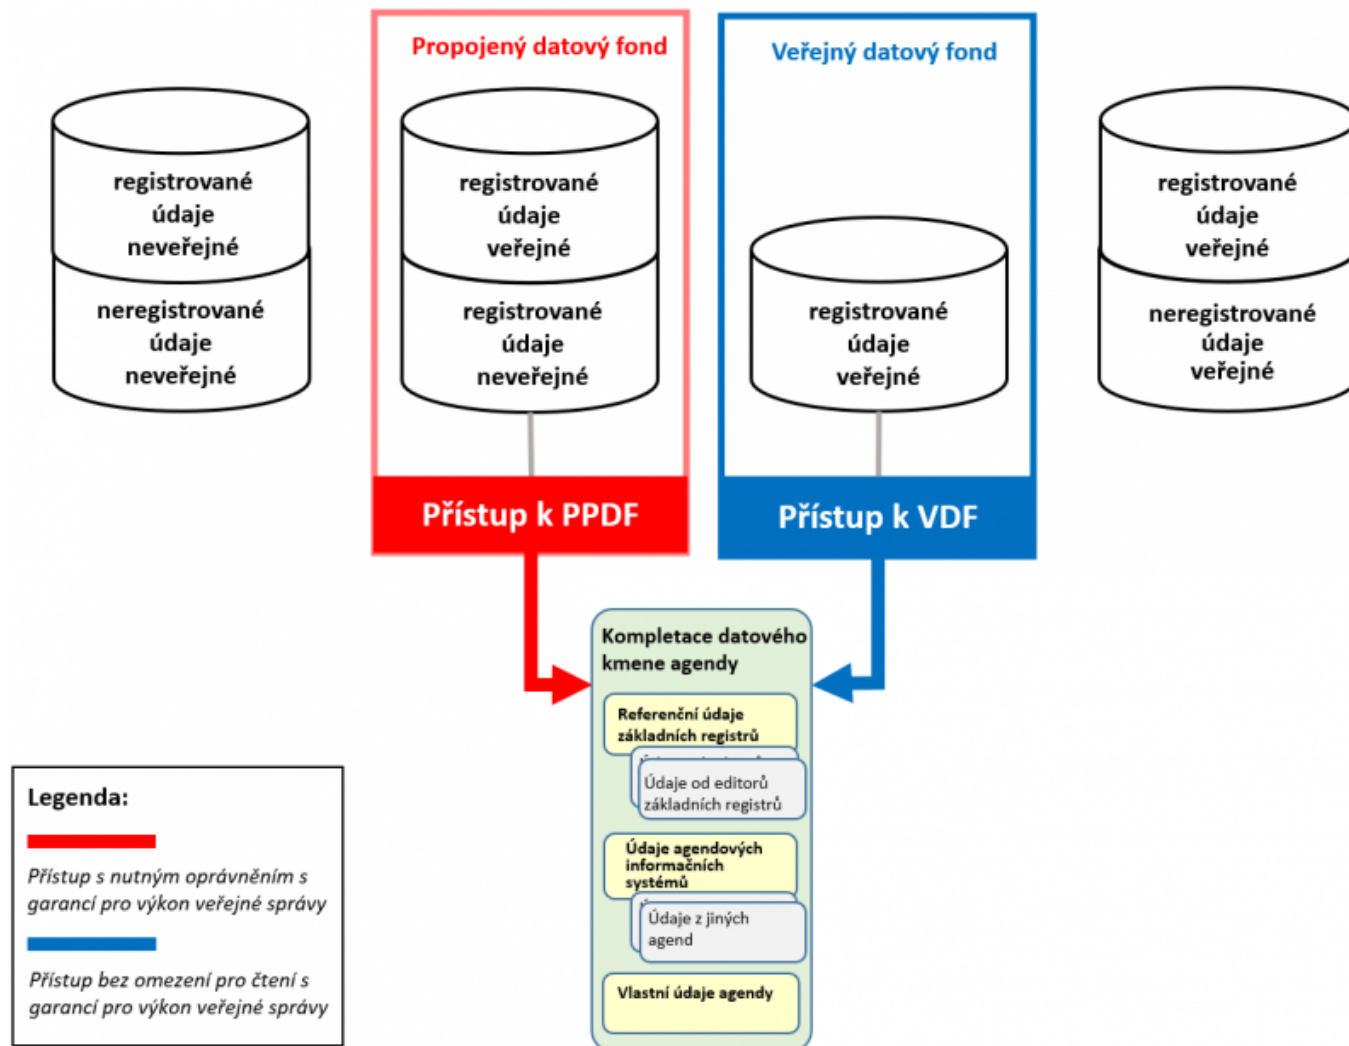 Propojený datový fond
Veřejný datový fond
registrované
údaje
neveřejné
neregistrované
údaje
neveřejné
registrované
údaje
veřejné
registrované
údaje
neveřejné
registrované
údaje
veřejné
registrované
údaje
veřejné
neregistrované
údaje
veřejné
Přístup k PPDF
Přístup k VDF
Kompletace datového
kmene agendy
Referenční údaje
základních registrů
Údaje od editorů
základních registrů
Údaje agendových
informačních
systémů
Údaje z jiných
agend
Vlastní údaje agendy
Legenda:
Přístup s nutným oprávněním s
garancí pro výkon veřejné správy
Přístup bez omezení pro čtení s
garancí pro výkon veřejné správy